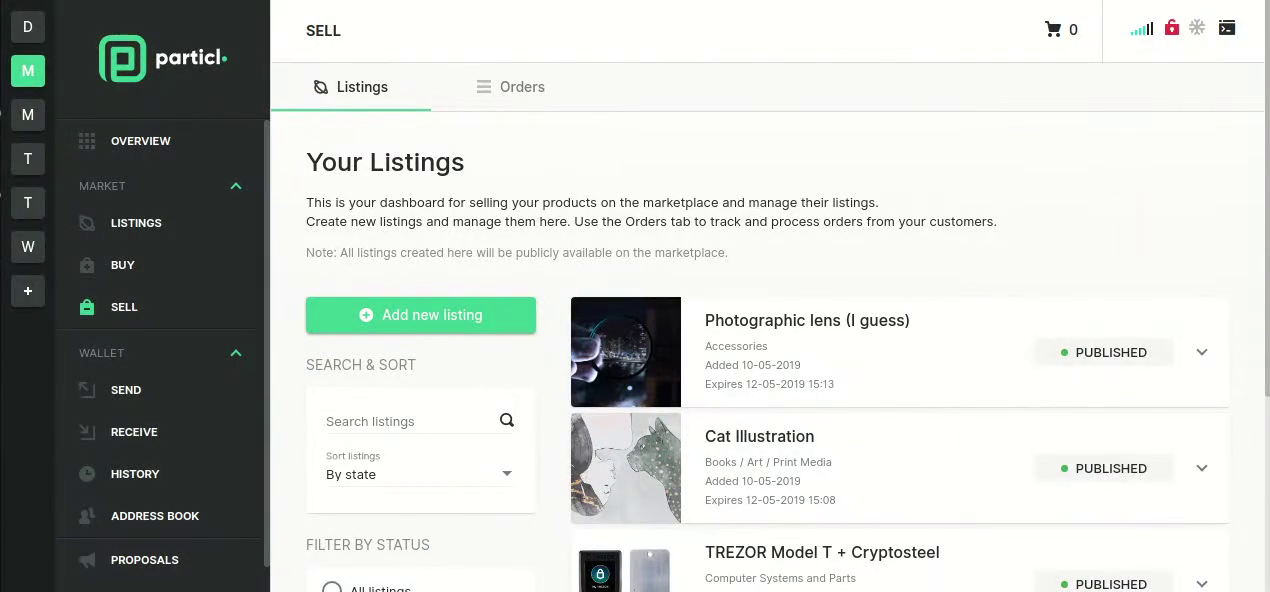 D
M
M
T
T
W
+
particl
OVERVIEW
MARKET
LISTINGS
BUY
SELL
WALLET
SEND
RECEIVE
HISTORY
ADDRESS BOOK
PROPOSALS
SELL
0
Listings
Orders
Your Listings
This is your dashboard for selling your products on the marketplace and manage their listings.
Create new listings and manage them here. Use the Orders tab to track and process orders from your customers.
Note: All listings created here will be publicly available on the marketplace.
Add new listing
SEARCH & SORT
Search listings
Sort listings
By state
FILTER BY STATUS
All listings
Photographic lens (I guess)
Accessories
Added 10-05-2019
Expires 12-05-2019 15:13
PUBLISHED
Cat Illustration
Books / Art / Print Media
Added 10-05-2019
Expires 12-05-2019 15:08
PUBLISHED
TREZOR Model T + Cryptosteel
Computer Systems and Parts
PUBLISHED